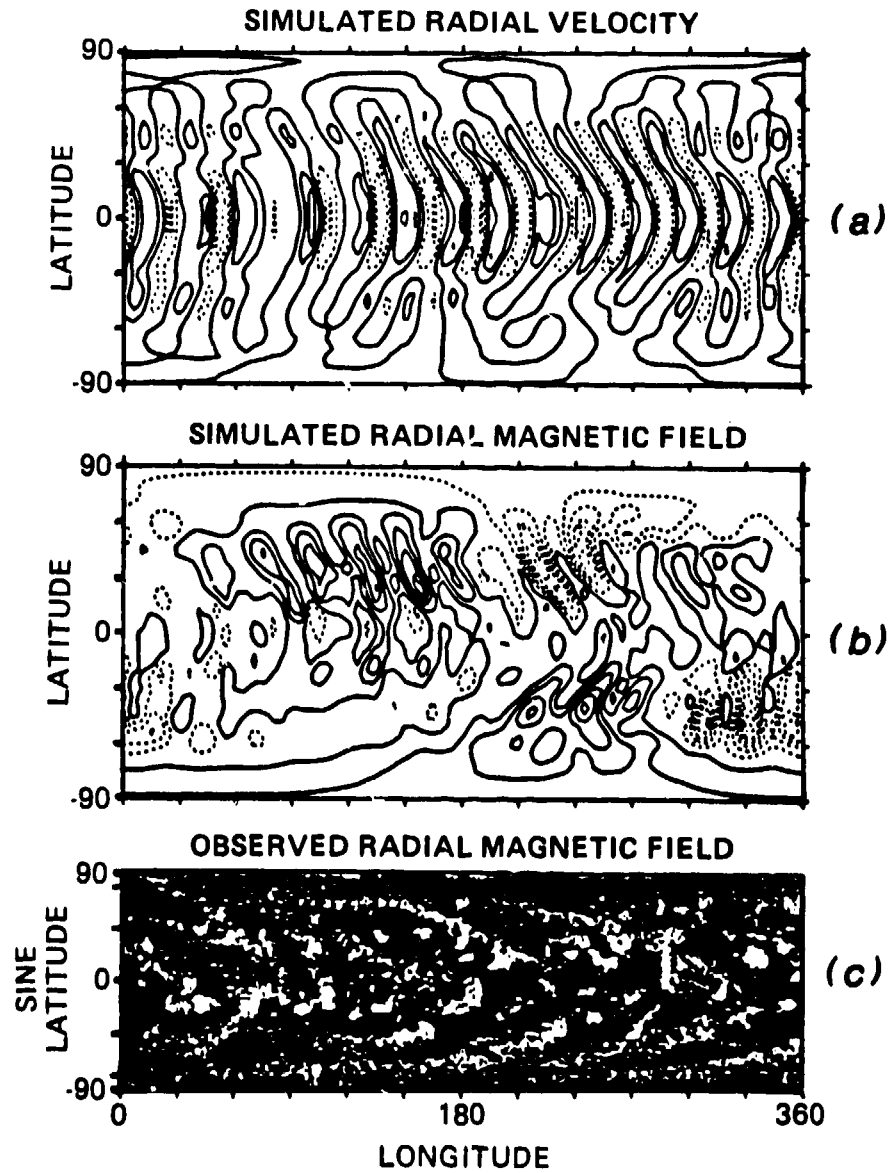 SIMULATED RADIAL VELOCITY
90
LATITUDE
0
-90
(a)
SIMULATED RADIAL MAGNETIC FIELD
90
LATITUDE
0
-90
(b)
OBSERVED RADIAL MAGNETIC FIELD
90
SINE
LATITUDE
0
-90
(c)
0 180 360
LONGITUDE